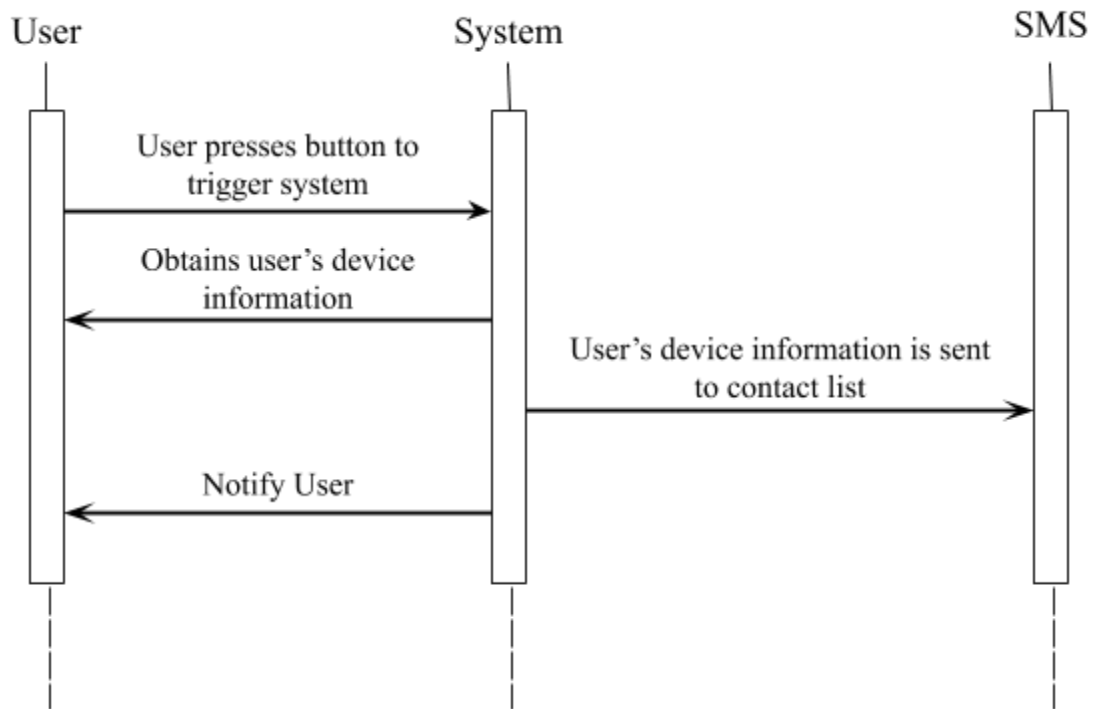 User
System
SMS
User presses button to
trigger system
Obtains user’s device
information
User’s device information is sent
to contact list
Notify User